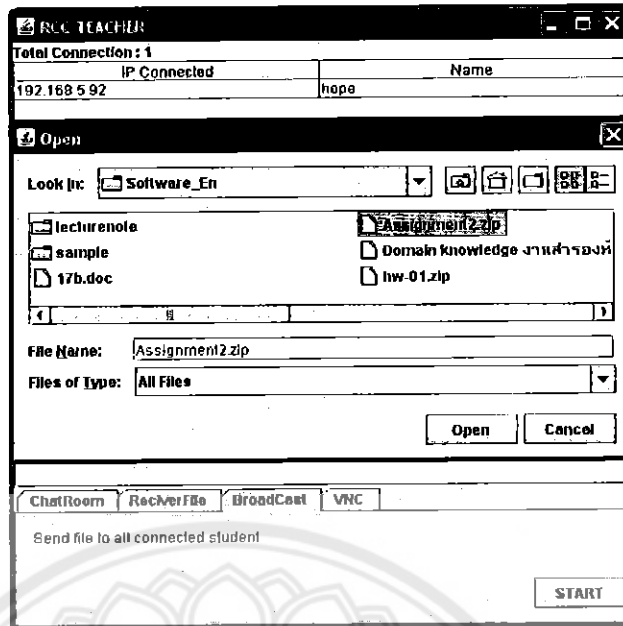 RCC TEACHER
Total Connection : 1
IP Connected Name
192.168 5 92 hope
Open
Look In: Software_En
lecturenote Assignment2.zip
sample Domain knowledge งานสำรองที่
17b.doc hw-01.zip
File Name: Assignment2.zip
Files of Type: All Files
Open Cancel
ChatRoom ReciverFile BroadCast VNC
Send file to all connected student
START